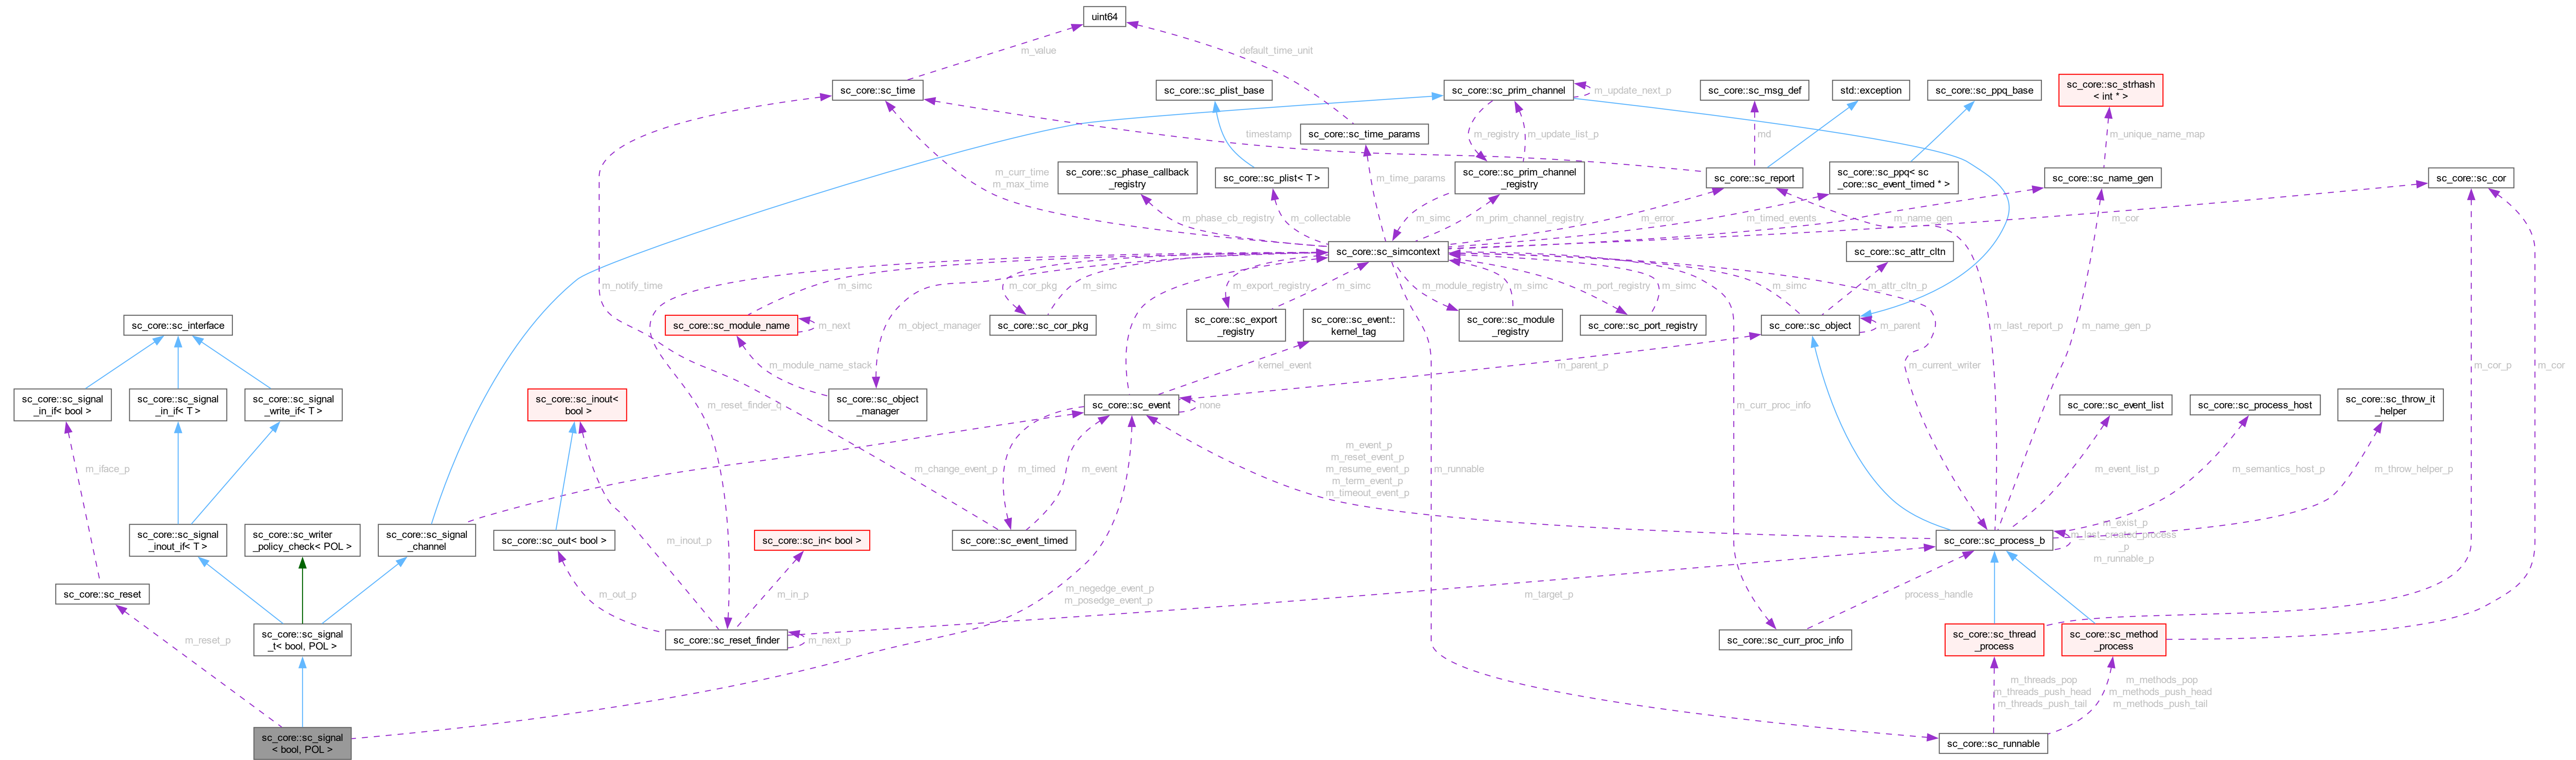 uint64
m_value
default_time_unit
sc_core::sc_time
sc_core::sc_plist_base
sc_core::sc_prim_channel
m_update_next_p
sc_core::sc_msg_def
std::exception
sc_core::sc_ppq_base
sc_core::sc_strhash
< int * >
timestamp
sc_core::sc_time_params
m_registry
m_update_list_p
md
m_unique_name_map
m_curr_time
m_max_time
sc_core::sc_phase_callback
_registry
sc_core::sc_plist< T >
m_time_params
sc_core::sc_prim_channel
_registry
sc_core::sc_report
sc_core::sc_ppq< sc
_core::sc_event_timed * >
sc_core::sc_name_gen
sc_core::sc_cor
m_phase_cb_registry
m_collectable
m_simc
m_prim_channel_registry
m_error
m_timed_events
m_name_gen
m_cor
sc_core::sc_simcontext
sc_core::sc_attr_cltn
m_notify_time
m_simc
m_cor_pkg
m_simc
m_export_registry
m_simc
m_module_registry
m_simc
m_port_registry
m_simc
m_simc
m_attr_cltn_p
sc_core::sc_interface
sc_core::sc_module_name
m_next
m_object_manager
sc_core::sc_cor_pkg
sc_core::sc_export
_registry
sc_core::sc_event::
kernel_tag
sc_core::sc_module
_registry
sc_core::sc_port_registry
sc_core::sc_object
m_parent
m_last_report_p
m_name_gen_p
m_module_name_stack
m_simc
kernel_event
m_parent_p
m_current_writer
m_cor_p
m_cor
sc_core::sc_signal
_in_if< bool >
sc_core::sc_signal
_in_if< T >
sc_core::sc_signal
_write_if< T >
sc_core::sc_inout<
bool >
m_reset_finder_q
sc_core::sc_object
_manager
sc_core::sc_event
none
m_curr_proc_info
sc_core::sc_event_list
sc_core::sc_process_host
sc_core::sc_throw_it
_helper
m_iface_p
m_change_event_p
m_timed
m_event
m_event_p
m_reset_event_p
m_resume_event_p
m_term_event_p
m_timeout_event_p
m_runnable
m_event_list_p
m_semantics_host_p
m_throw_helper_p
sc_core::sc_signal
_inout_if< T >
sc_core::sc_writer
_policy_check< POL >
sc_core::sc_signal
_channel
sc_core::sc_out< bool >
m_inout_p
sc_core::sc_in< bool >
sc_core::sc_event_timed
sc_core::sc_process_b
m_exist_p
m_last_created_process
_p
m_runnable_p
sc_core::sc_reset
m_out_p
m_in_p
m_negedge_event_p
m_posedge_event_p
m_target_p
process_handle
m_reset_p
sc_core::sc_signal
_t< bool, POL >
sc_core::sc_reset_finder
m_next_p
sc_core::sc_curr_proc_info
sc_core::sc_thread
_process
sc_core::sc_method
_process
m_threads_pop
m_threads_push_head
m_threads_push_tail
m_methods_pop
m_methods_push_head
m_methods_push_tail
sc_core::sc_signal
< bool, POL >
sc_core::sc_runnable